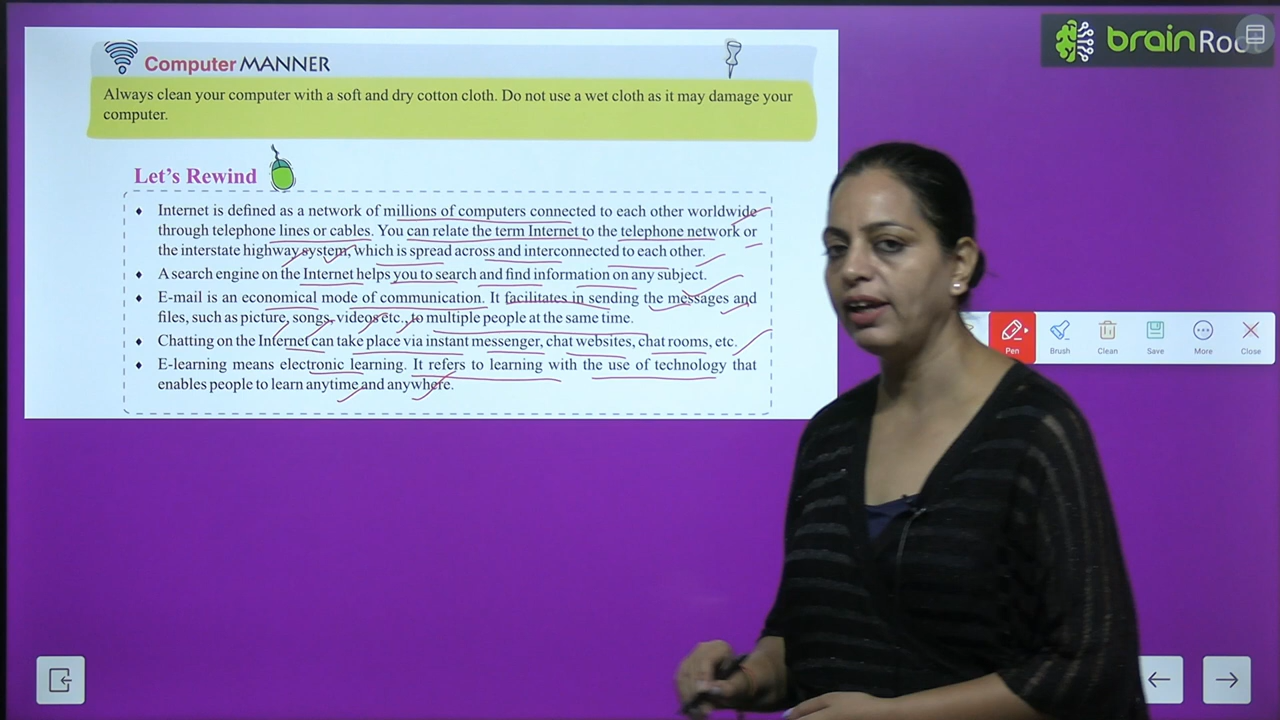 Computer MANNER
Always clean your computer with a soft and dry cotton cloth. Do not use a wet cloth as it may damage your
computer.
Let's Rewind
Internet is defined as a network of millions of computers connected to each other worldwide
through telephone lines or cables. You can relate the term Internet to the telephone network or
the interstate highway system, which is spread across and interconnected to each other.
A search engine on the Internet helps you to search and find information on any subject.
E-mail is an economical mode of communication. It facilitates in sending the messages and
files, such as picture, songs, videos etc., to multiple people at the same time.
Chatting on the Internet can take place via instant messenger, chat websites, chat rooms, etc.
E-learning means electronic learning. It refers to learning with the use of technology that
enables people to learn anytime and anywhere.
brain
Pen
Brush
Clean
Save
More
Close